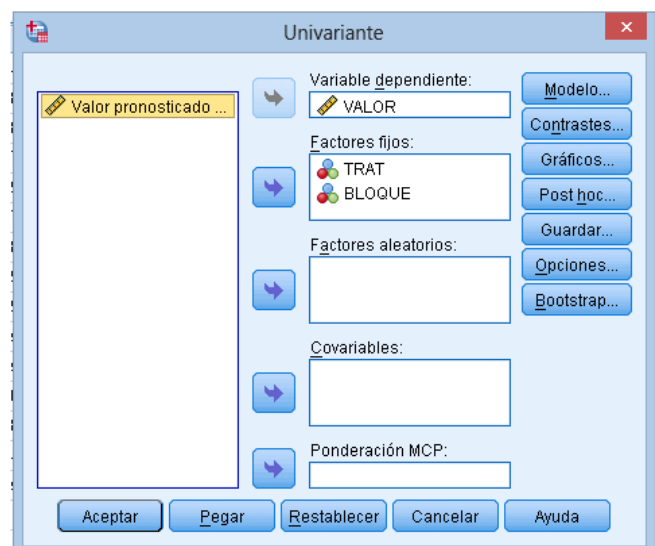 Univariante
Valor pronosticado ...
Variable dependiente:
VALOR
Factores fijos:
TRAT
BLOQUE
Factores aleatorios:
Covariables:
Ponderación MCP:
Modelo...
Contrastes...
Gráficos...
Post hoc...
Guardar...
Opciones...
Bootstrap...
Aceptar
Pegar
Restablecer
Cancelar
Ayuda